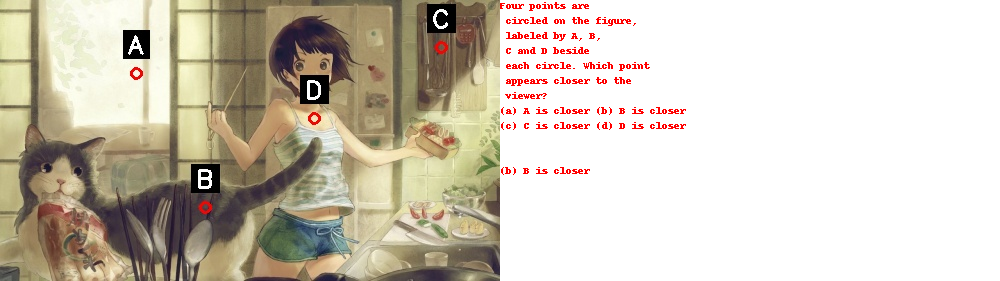 A
C
D
B
Four points are
circled on the figure,
labeled by A, B,
C and D beside
each circle. Which point
appears closer to the
viewer?
(a) A is closer (b) B is closer
(c) C is closer (d) D is closer
(b) B is closer